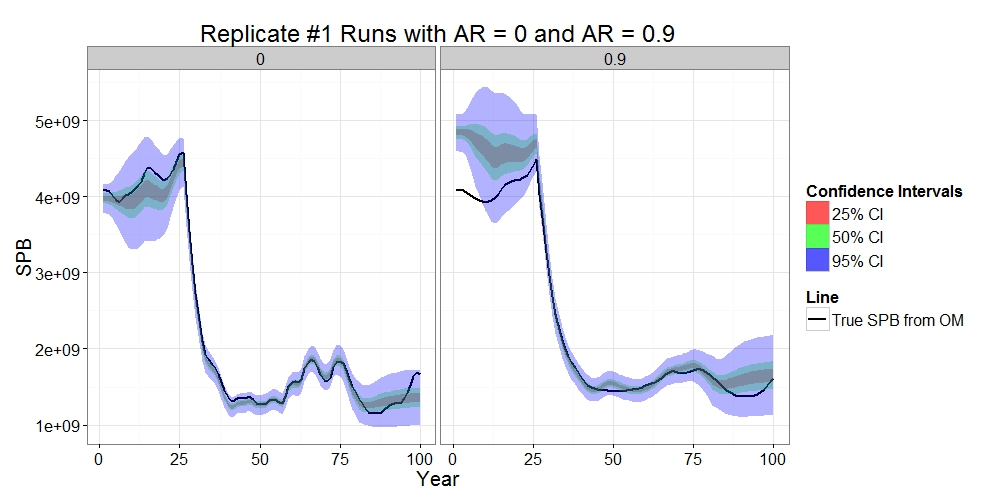 Replicate #1 Runs with AR = 0 and AR = 0.9
0
0.9
SPB
5e+09
4e+09
3e+09
2e+09
1e+09
0 25 50 75 100
0 25 50 75 100
Year
Confidence Intervals
25% CI
50% CI
95% CI
Line
True SPB from OM